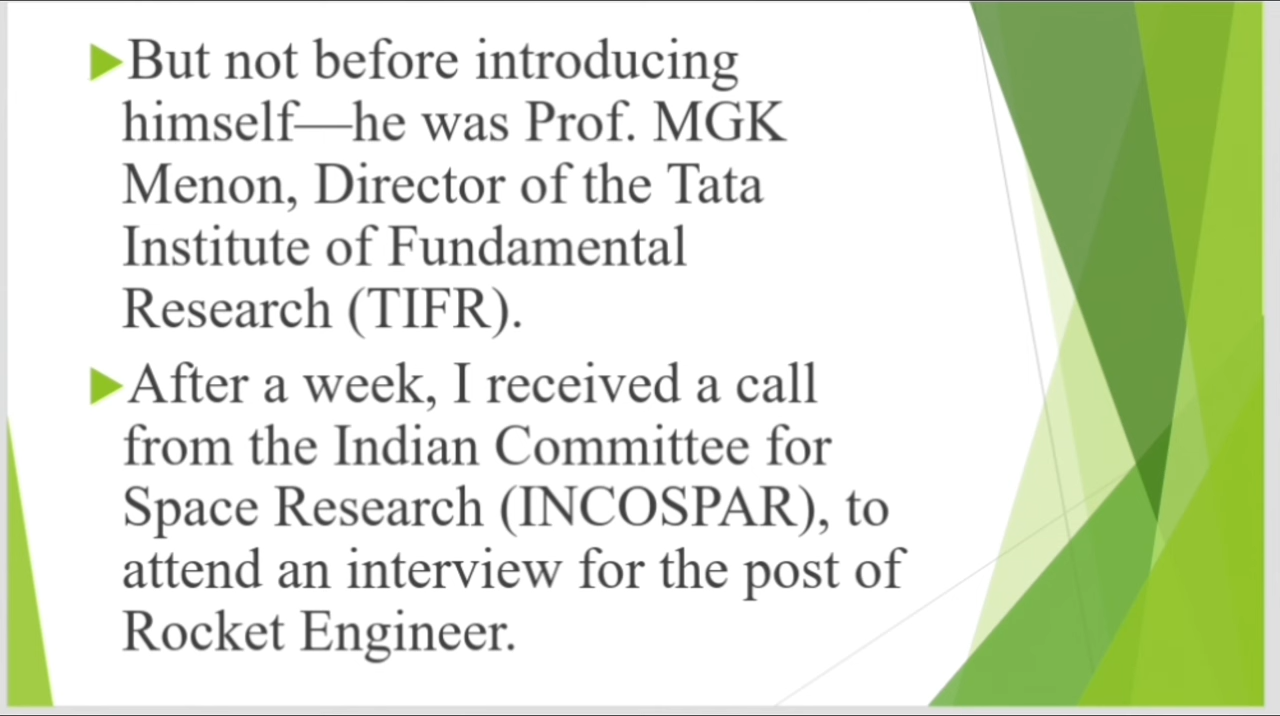 But not before introducing
himself—he was Prof. MGK
Menon, Director of the Tata
Institute of Fundamental
Research (TIFR).
After a week, I received a call
from the Indian Committee for
Space Research (INCOSPAR), to
attend an interview for the post of
Rocket Engineer.